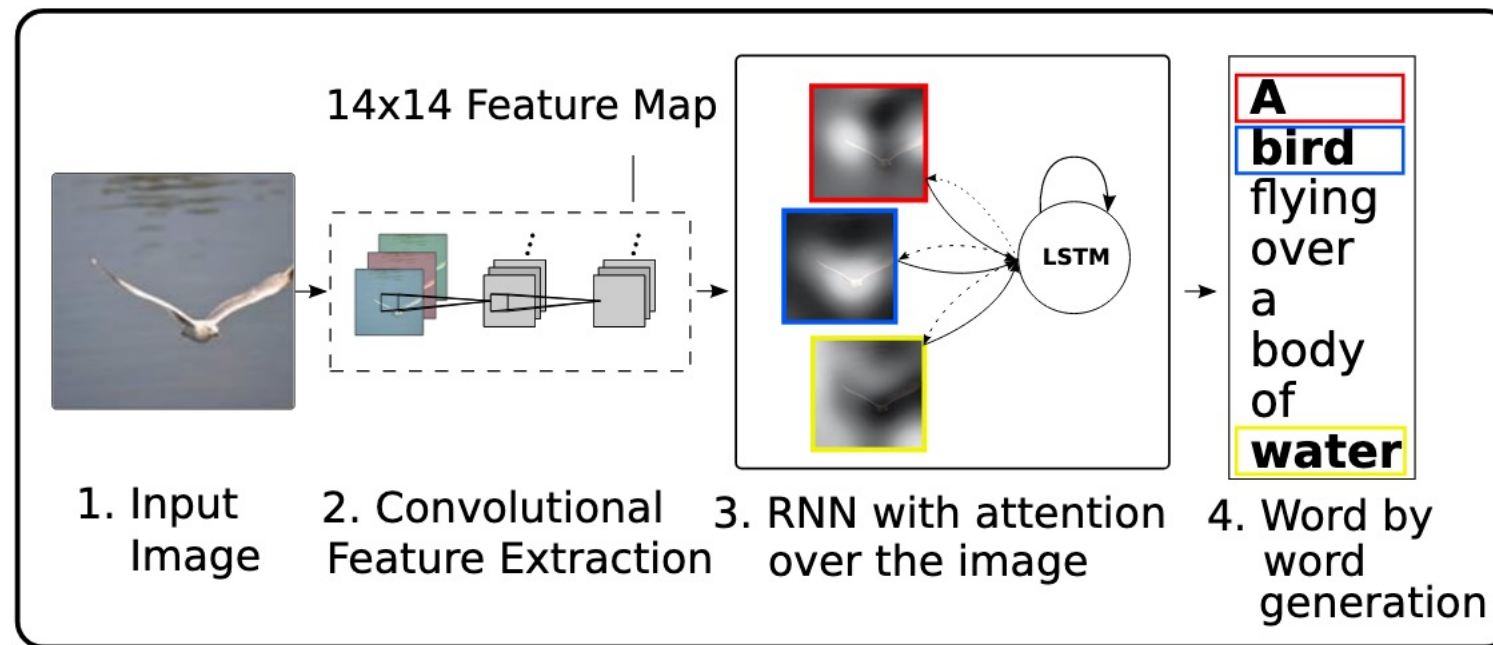 14x14 Feature Map
LSTM
A
bird
flying
over
a
body
of
water
1. Input
Image
2. Convolutional
Feature Extraction
3. RNN with attention
over the image
4. Word by
word
generation